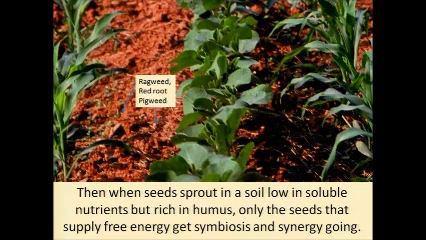 Ragweed,
Red root
Pigweed
Then when seeds sprout in a soil low in soluble
nutrients but rich in humus, only the seeds that
supply free energy get symbiosis and synergy going.